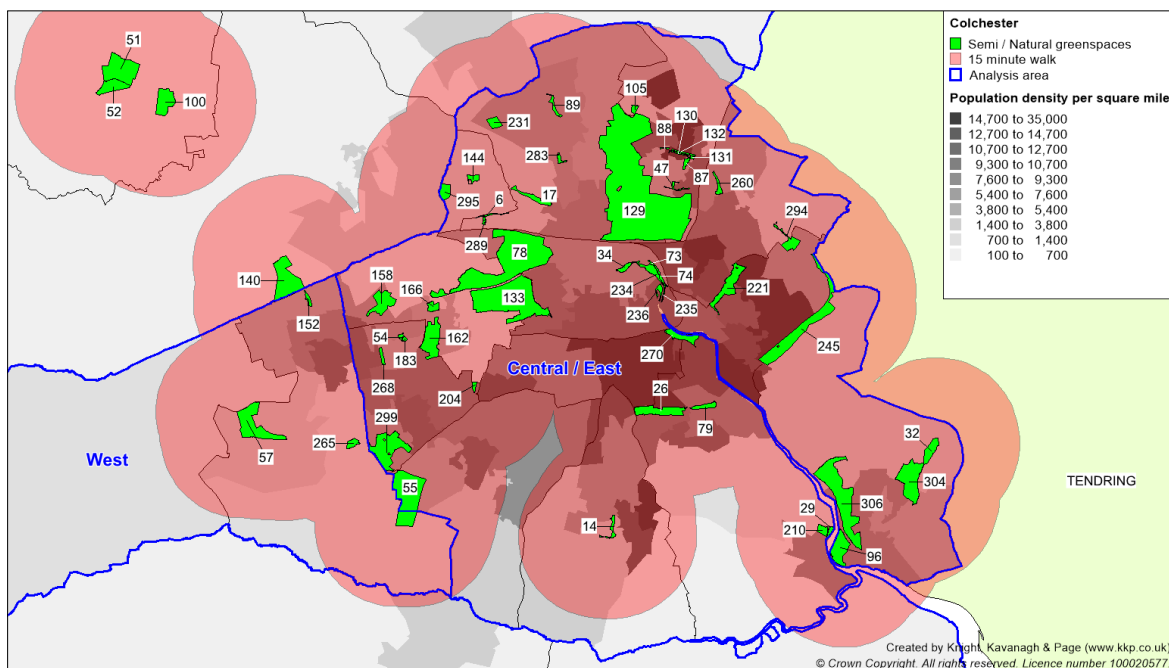 Colchester
Semi / Natural greenspaces
15 minute walk
Analysis area
Population density per square mile
14,700 to 35,000
12,700 to 14,700
10,700 to 12,700
9,300 to 10,700
7,600 to 9,300
5,400 to 7,600
3,800 to 5,400
1,400 to 3,800
700 to 1,400
100 to 700
51
52
100
89
105
130
231
88
132
283
131
144
47
87
260
6
17
295
129
294
289
78
34
73
140
158
74
166
133
234
221
152
236
235
54
162
183
270
245
Central / East
268
26
204
299
79
32
265
57
West
304
TENDRING
55
306
29
14
210
96
Created by Knight, Kavanagh & Page (www.kkp.co.uk)
© Crown Copyright. All rights reserved. Licence number 100020577